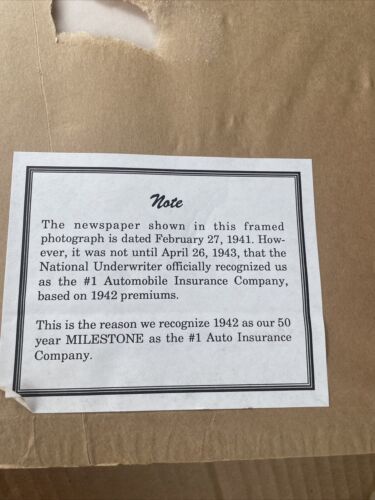 Note
The newspaper shown in this framed
photograph is dated February 27, 1941. How-
ever, it was not until April 26, 1943, that the
National Underwriter officially recognized us
as the #1 Automobile Insurance Company,
based on 1942 premiums.
This is the reason we recognize 1942 as our 50
year MILESTONE as the #1 Auto Insurance
Company.